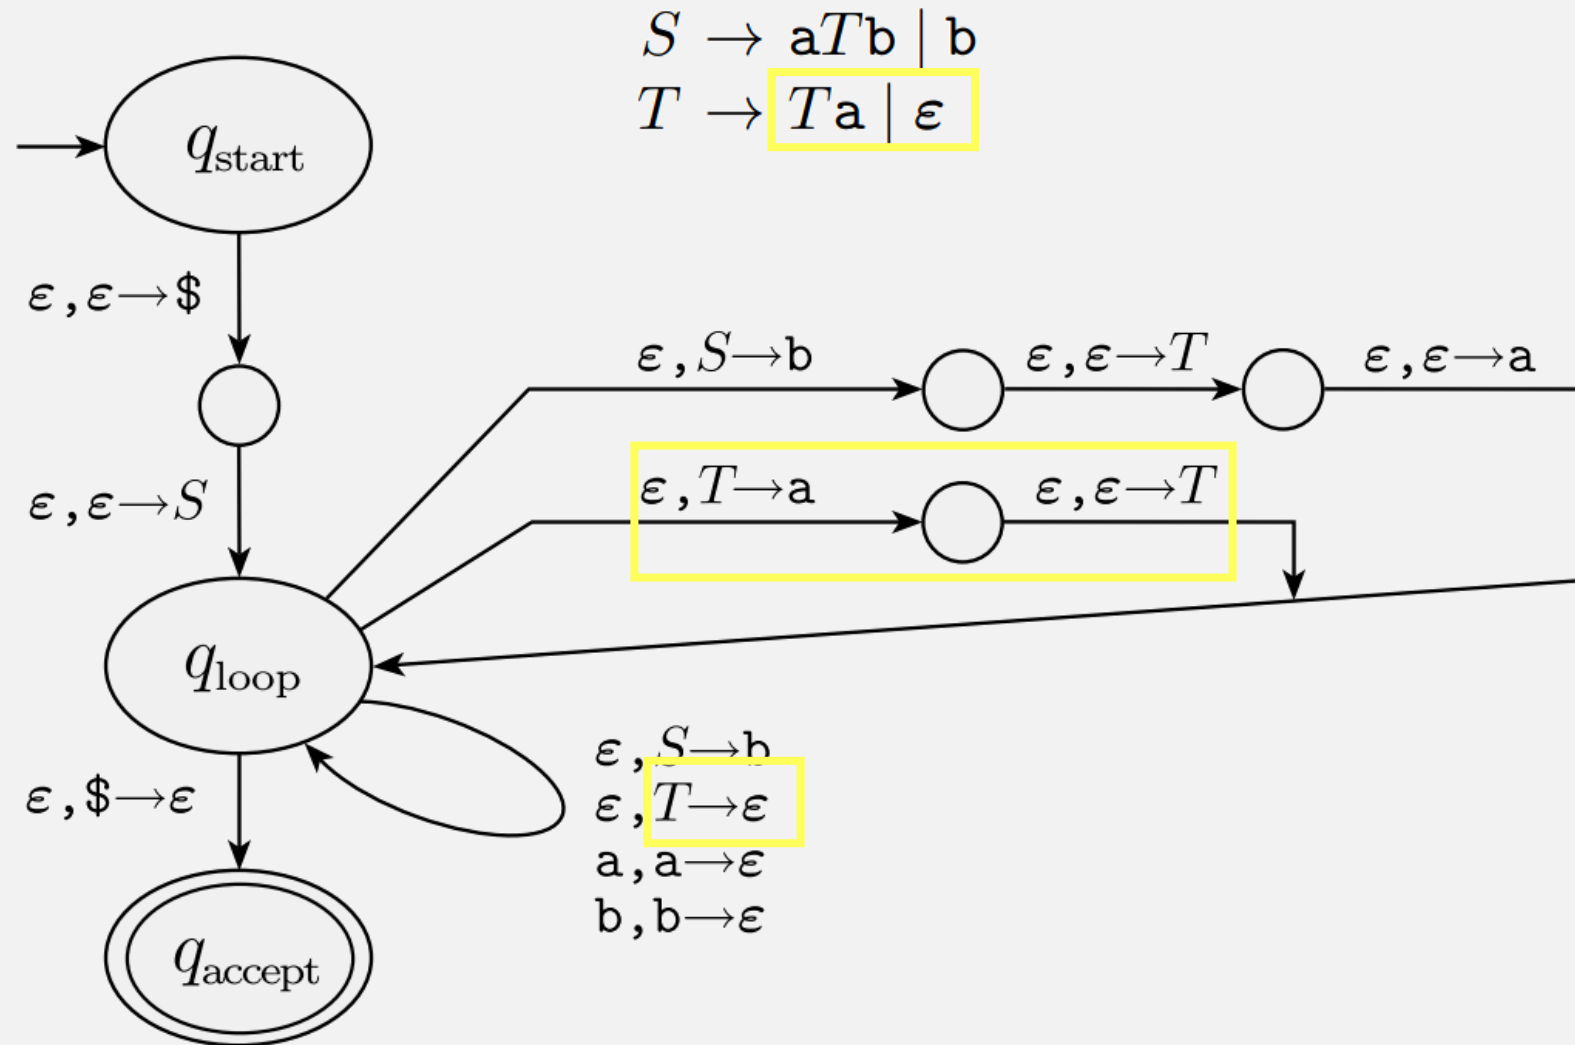 S → aTb | b
T → Ta | ε
q_start
ε,ε→$
ε,S→b
ε,ε→T
ε,ε→a
ε,T→a
ε,ε→T
ε,ε→S
q_loop
ε,S→b
ε,T→ε
a,a→ε
b,b→ε
ε,$→ε
q_accept